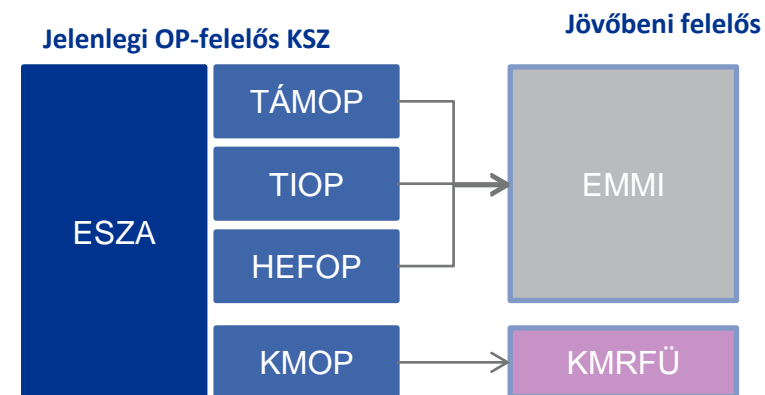 Jelenlegi OP-felelős KSZ
Jövőbeni felelős
ESZA
TÁMOP
TIOP
HEFOP
KMOP
EMMI
KMRFÜ